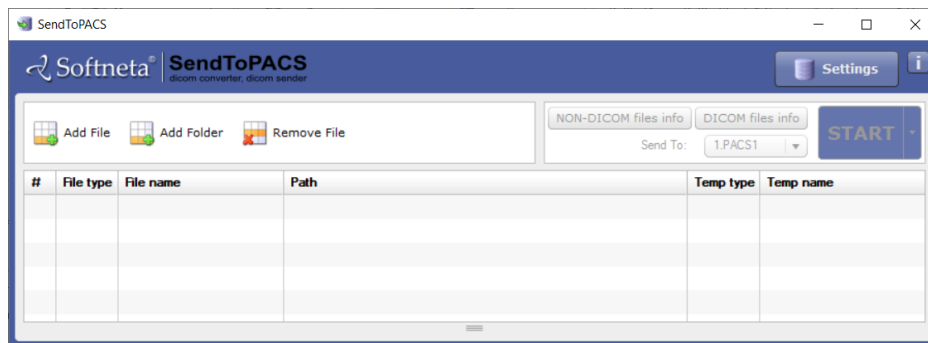 SendToPACS
Softneta® SendToPACS
dicom converter, dicom sender
Settings
i
Add File Add Folder Remove File
NON-DICOM files info DICOM files info
Send To: 1.PACS1
START
# File type File name Path Temp type Temp name